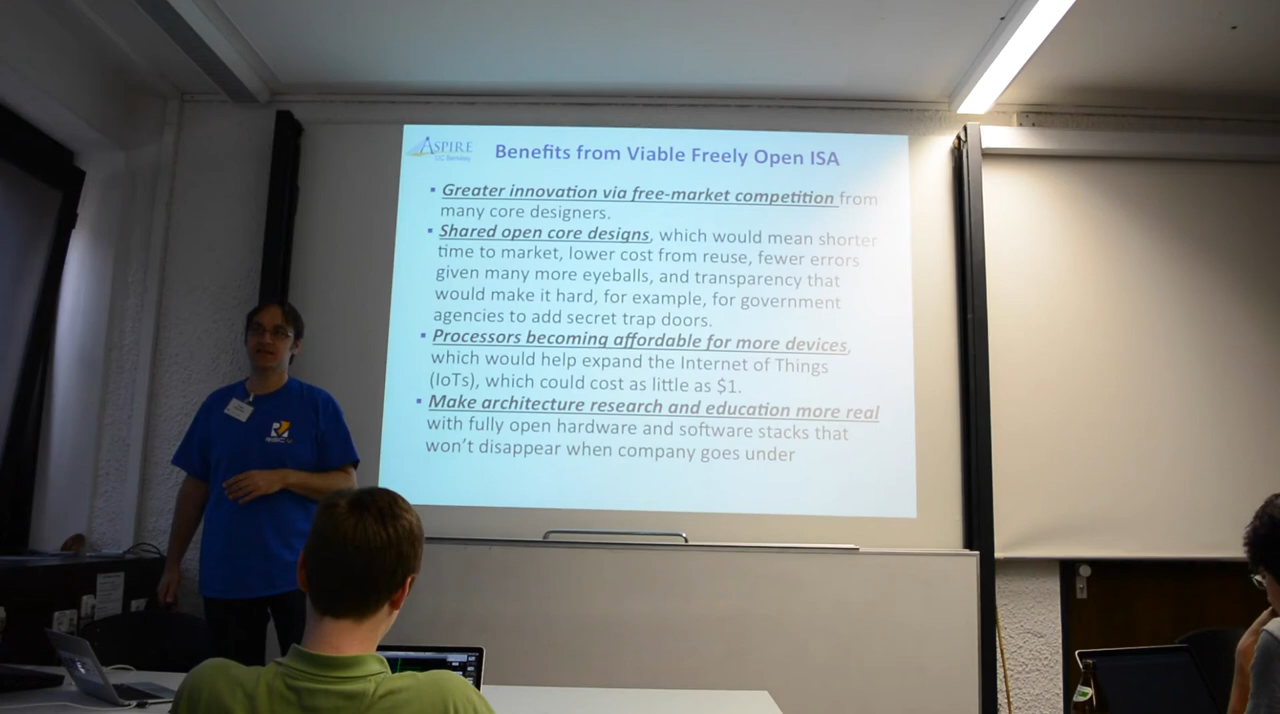 ASPIRE
UC Berkeley
Benefits from Viable Freely Open ISA
▪ Greater innovation via free-market competition from
many core designers.
▪ Shared open core designs, which would mean shorter
time to market, lower cost from reuse, fewer errors
given many more eyeballs, and transparency that
would make it hard, for example, for government
agencies to add secret trap doors.
▪ Processors becoming affordable for more devices,
which would help expand the Internet of Things
(IoTs), which could cost as little as $1.
▪ Make architecture research and education more real
with fully open hardware and software stacks that
won't disappear when company goes under